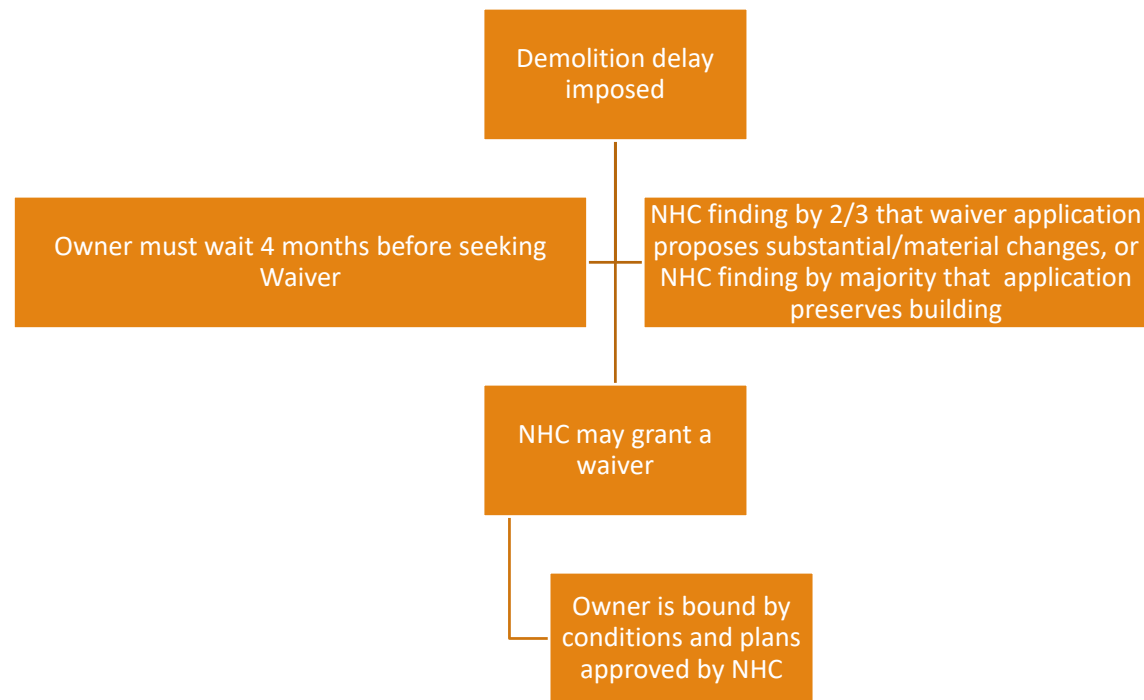 Demolition delay
imposed
Owner must wait 4 months before seeking
Waiver
NHC finding by 2/3 that waiver application
proposes substantial/material changes, or
NHC finding by majority that  application
preserves building
NHC may grant a
waiver
Owner is bound by
conditions and plans
approved by NHC